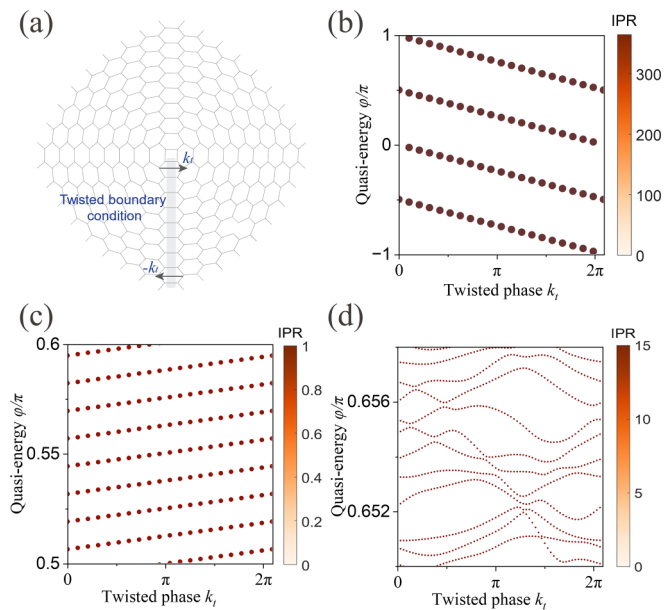 (a)
k_t
Twisted boundary
condition
-k_t
(b)
IPR
Quasi-energy φ/π
1
0
−1
0
π
2π
Twisted phase k_t
300
200
100
0
(c)
IPR
Quasi-energy φ/π
0.6
0.55
0.5
0
π
2π
Twisted phase k_t
1
0.8
0.6
0.4
0.2
0
(d)
IPR
Quasi-energy φ/π
0.656
0.652
0
π
2π
Twisted phase k_t
15
10
5
0